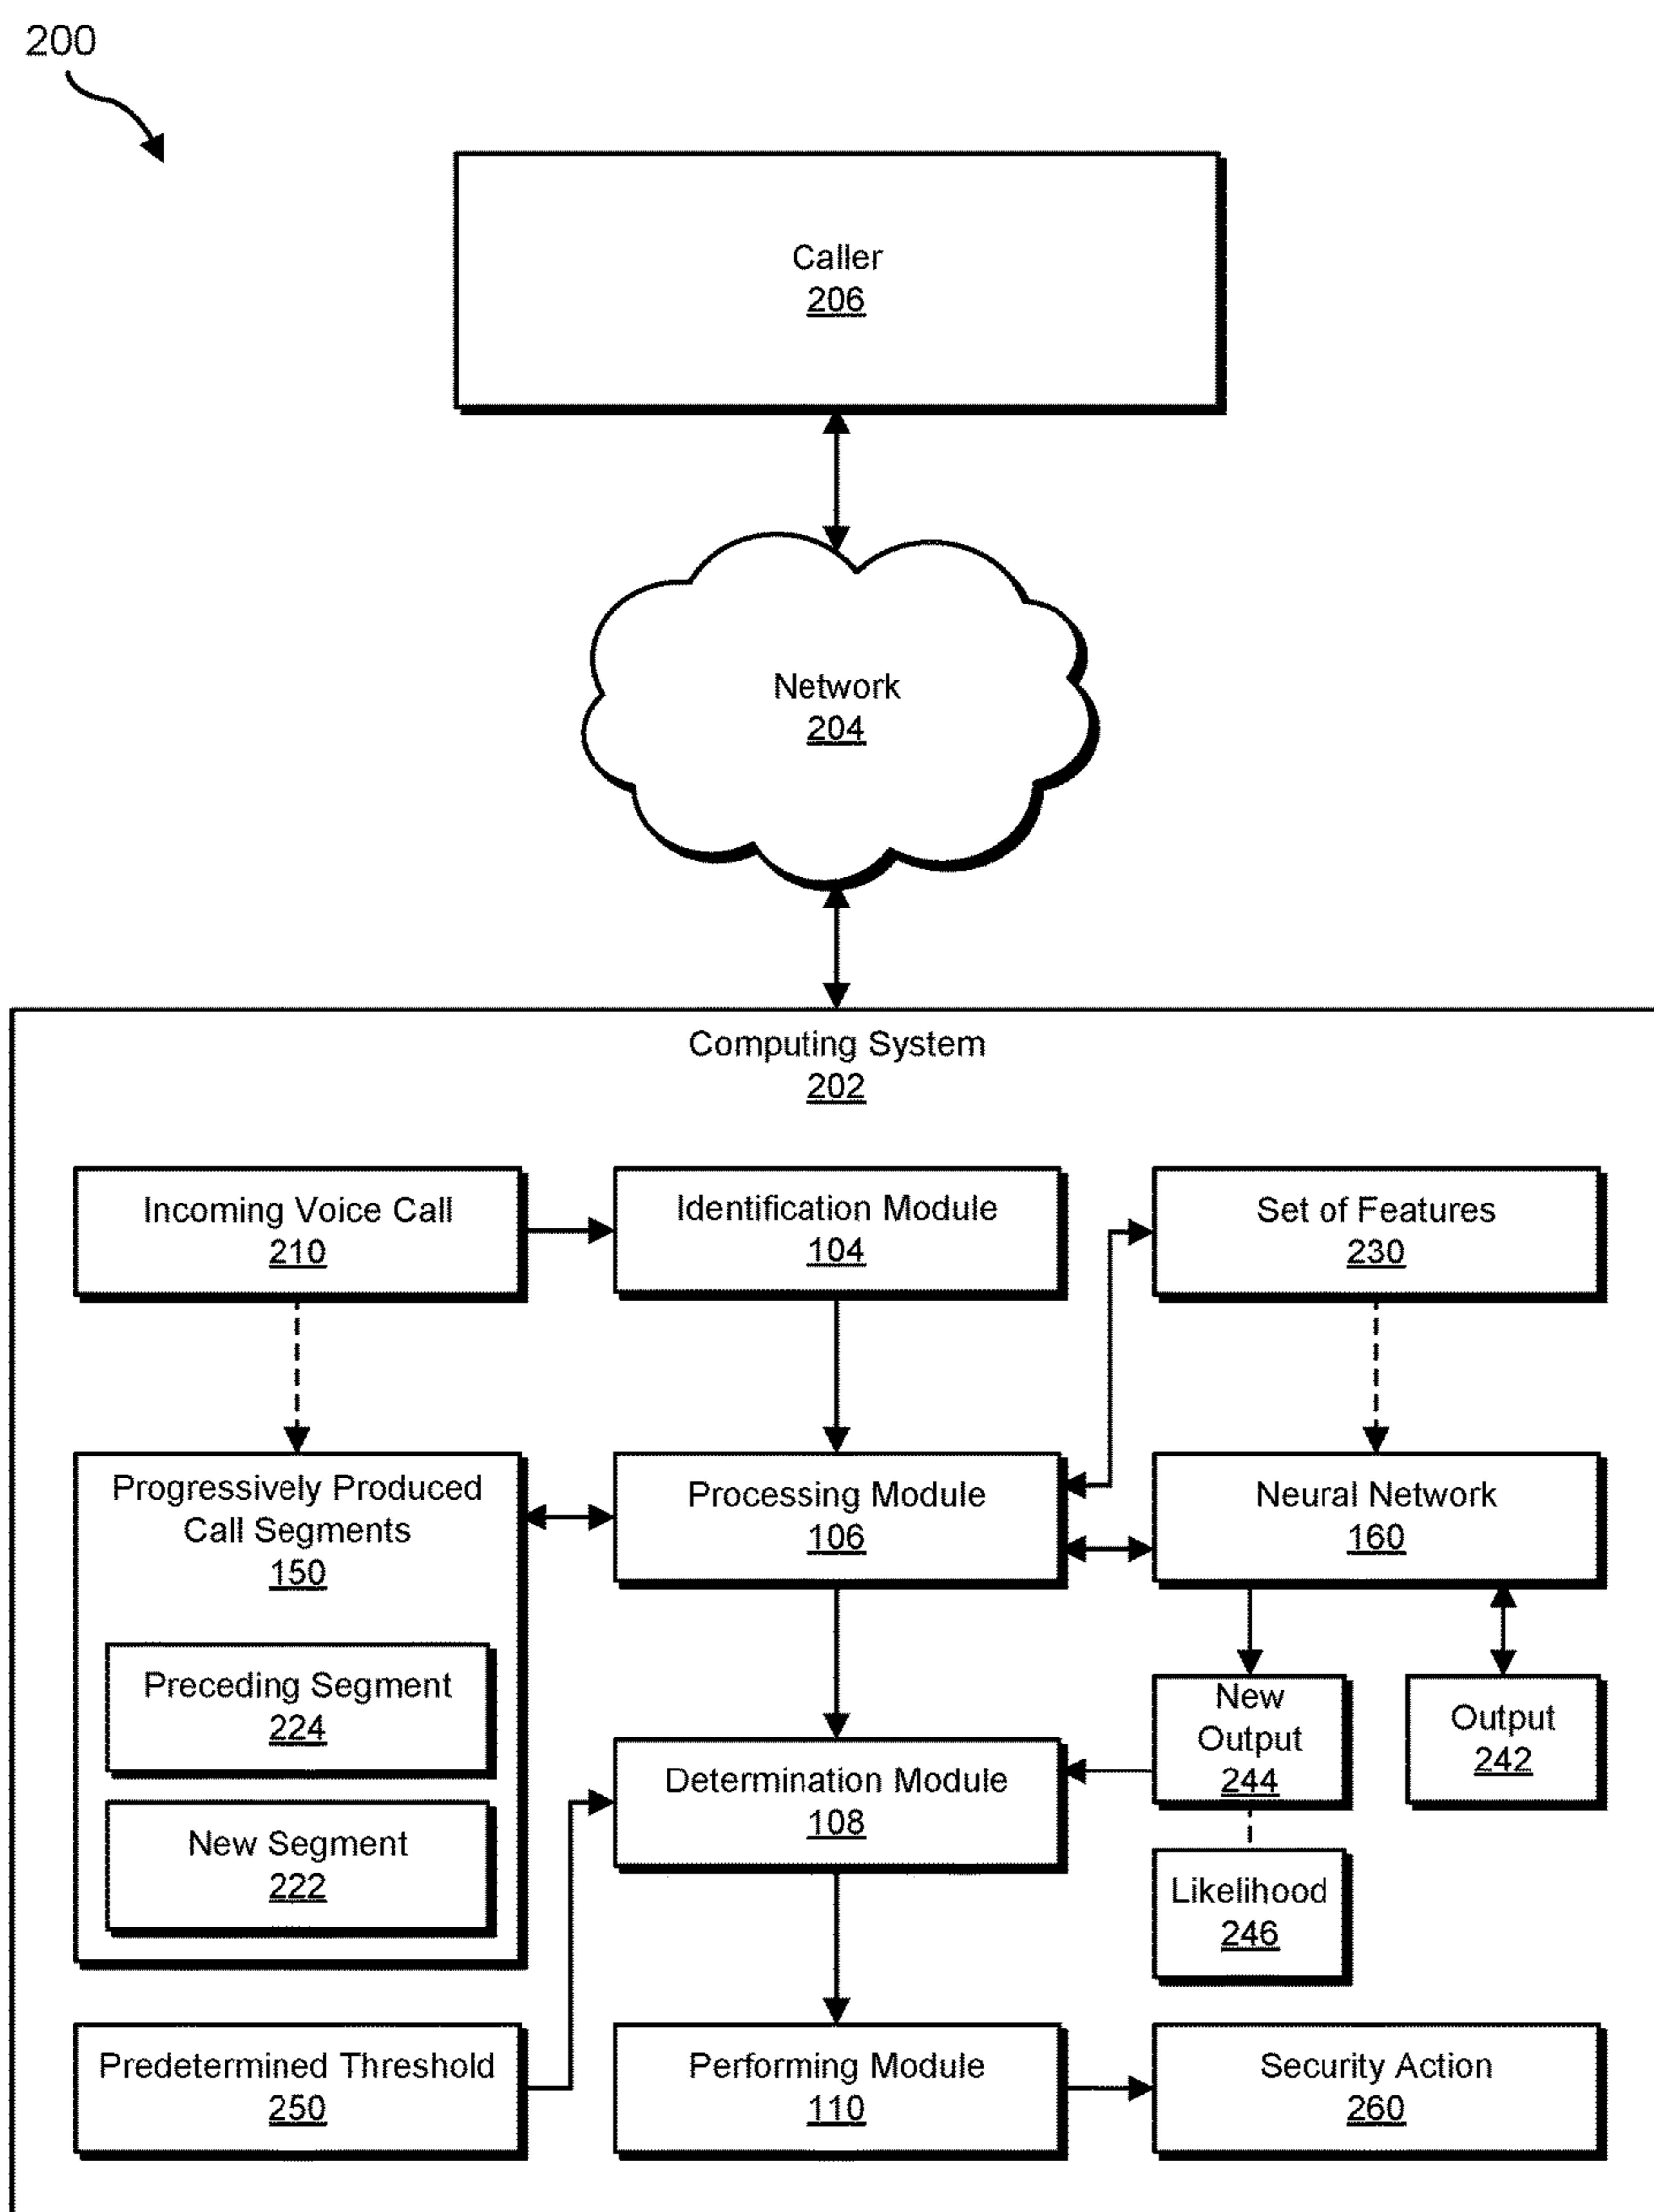 200
Caller
206
Network
204
Computing System
202
Incoming Voice Call
210
Identification Module
104
Set of Features
230
Progressively Produced
Call Segments
150
Processing Module
106
Neural Network
160
Preceding Segment
224
New Segment
222
Determination Module
108
New
Output
244
Output
242
Likelihood
246
Predetermined Threshold
250
Performing Module
110
Security Action
260